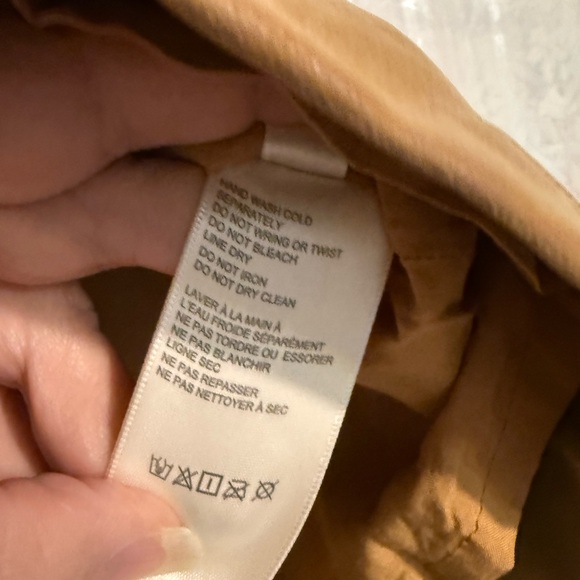 HAND WASH COLD
SEPARATELY
DO NOT WRING OR TWIST
DO NOT BLEACH
LINE DRY
DO NOT IRON
DO NOT DRY CLEAN
LAVER À LA MAIN À
L'EAU FROIDE SÉPARÉMENT
NE PAS TORDRE OU ESSORER
NE PAS BLANCHIR
LIGNE SEC
NE PAS REPASSER
NE PAS NETTOYER À SEC